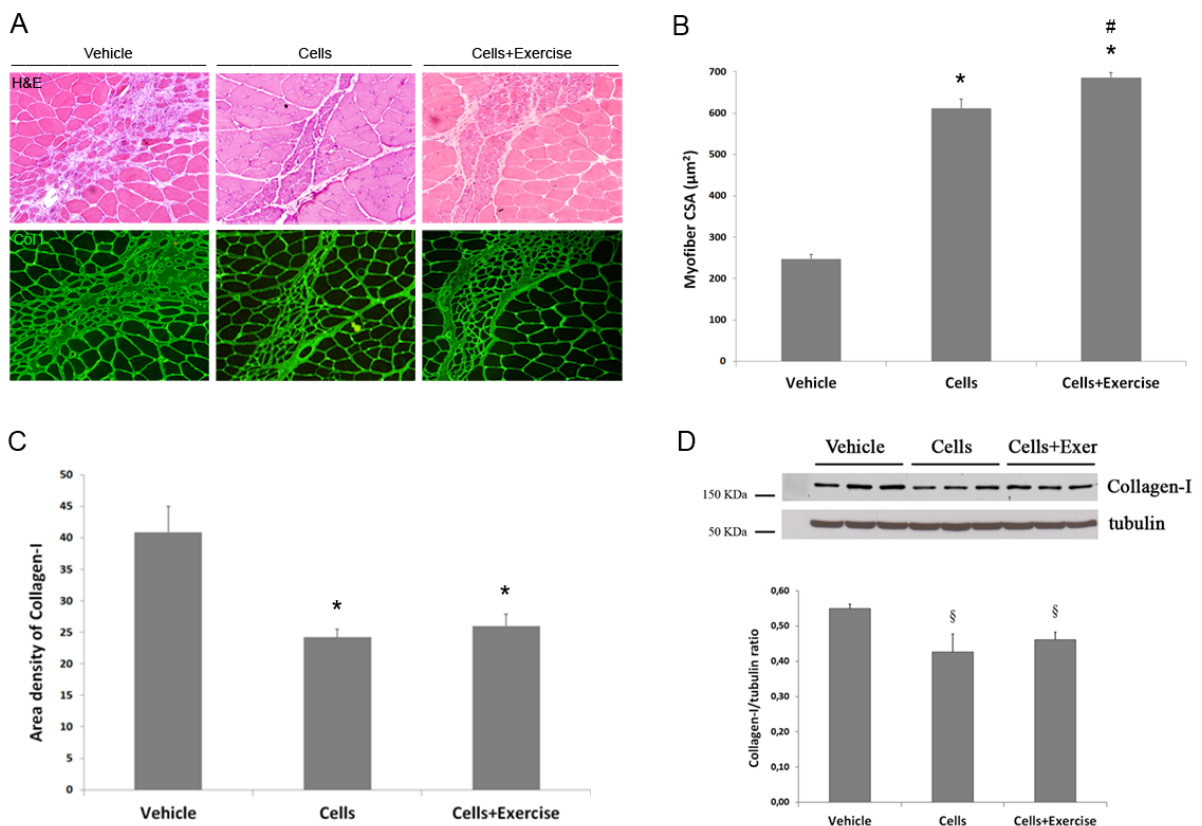 A
Vehicle
Cells
Cells+Exercise
H&E
Col1
B
#
*
*
Myofiber CSA (µm²)
700
600
500
400
300
200
100
0
Vehicle
Cells
Cells+Exercise
C
Area density of Collagen-I
50
45
40
35
30
25
20
15
10
5
0
*
*
Vehicle
Cells
Cells+Exercise
D
Vehicle
Cells
Cells+Exer
150 KDa
Collagen-I
50 KDa
tubulin
Collagen-I/tubulin ratio
0,60
0,50
0,40
0,30
0,20
0,10
0,00
§
§
Vehicle
Cells
Cells+Exercise